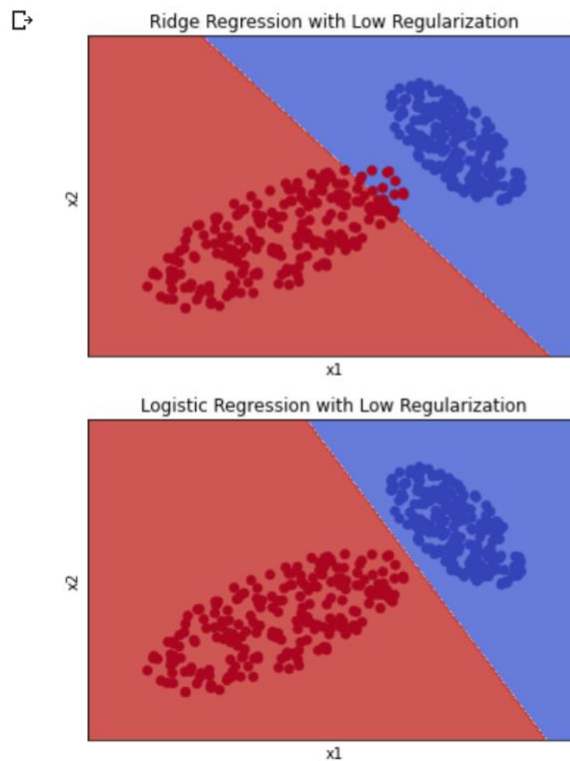 Ridge Regression with Low Regularization
x2
x1
Logistic Regression with Low Regularization
x2
x1